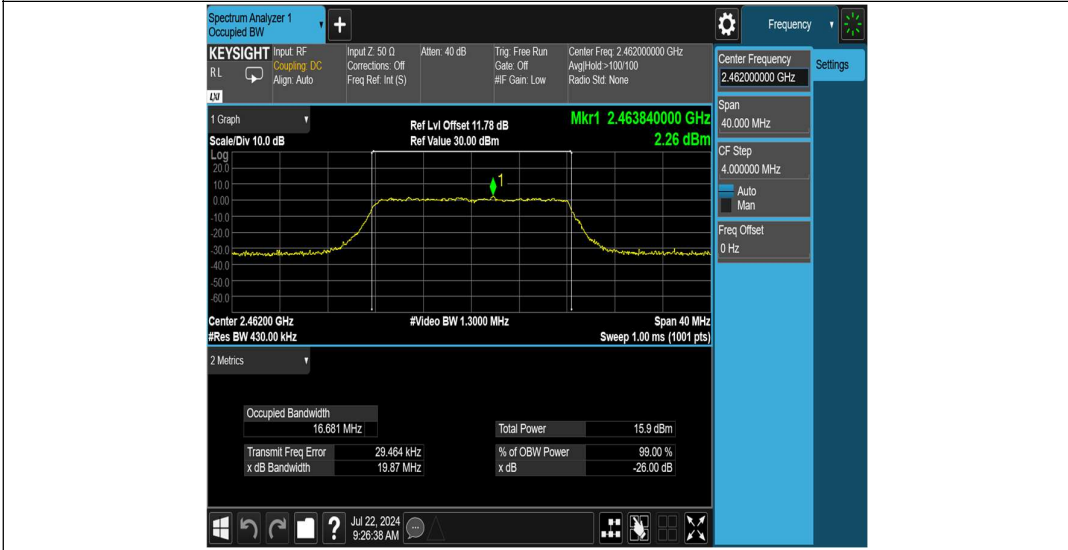 Spectrum Analyzer 1
Occupied BW
Frequency
KEYSIGHT
R L
LXI
Input: RF
Coupling: DC
Align: Auto
Input Z: 50 Ω
Corrections: Off
Freq Ref: Int (S)
Atten: 40 dB
Trig: Free Run
Gate: Off
#IF Gain: Low
Center Freq: 2.462000000 GHz
Avg|Hold:>100/100
Radio Std: None
Center Frequency
2.462000000 GHz
Settings
Span
40.000 MHz
CF Step
4.000000 MHz
Auto
Man
Freq Offset
0 Hz
1 Graph
Scale/Div 10.0 dB
Ref Lvl Offset 11.78 dB
Ref Value 30.00 dBm
Mkr1 2.463840000 GHz
2.26 dBm
Log
20.0
10.0
0.00
-10.0
-20.0
-30.0
-40.0
-50.0
-60.0
1
Center 2.46200 GHz
#Res BW 430.00 kHz
#Video BW 1.3000 MHz
Span 40 MHz
Sweep 1.00 ms (1001 pts)
2 Metrics
Occupied Bandwidth
16.681 MHz
Transmit Freq Error 29.464 kHz
x dB Bandwidth 19.87 MHz
Total Power 15.9 dBm
% of OBW Power 99.00 %
x dB -26.00 dB
?
Jul 22, 2024
9:26:38 AM